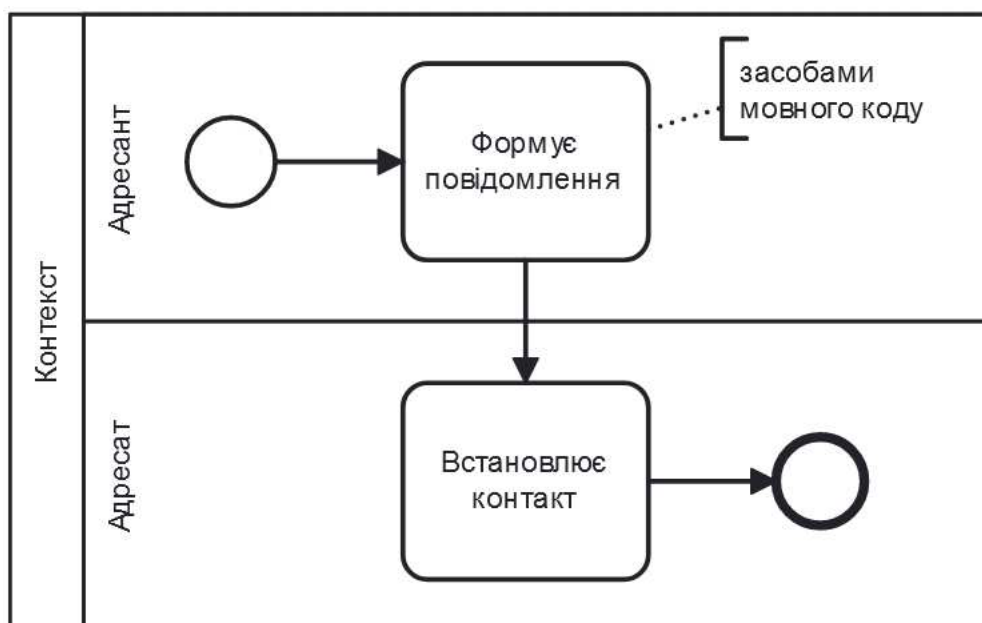 Контекст
Адресант
Формує
повідомлення
засобами
мовного коду
Адресат
Встановлює
контакт